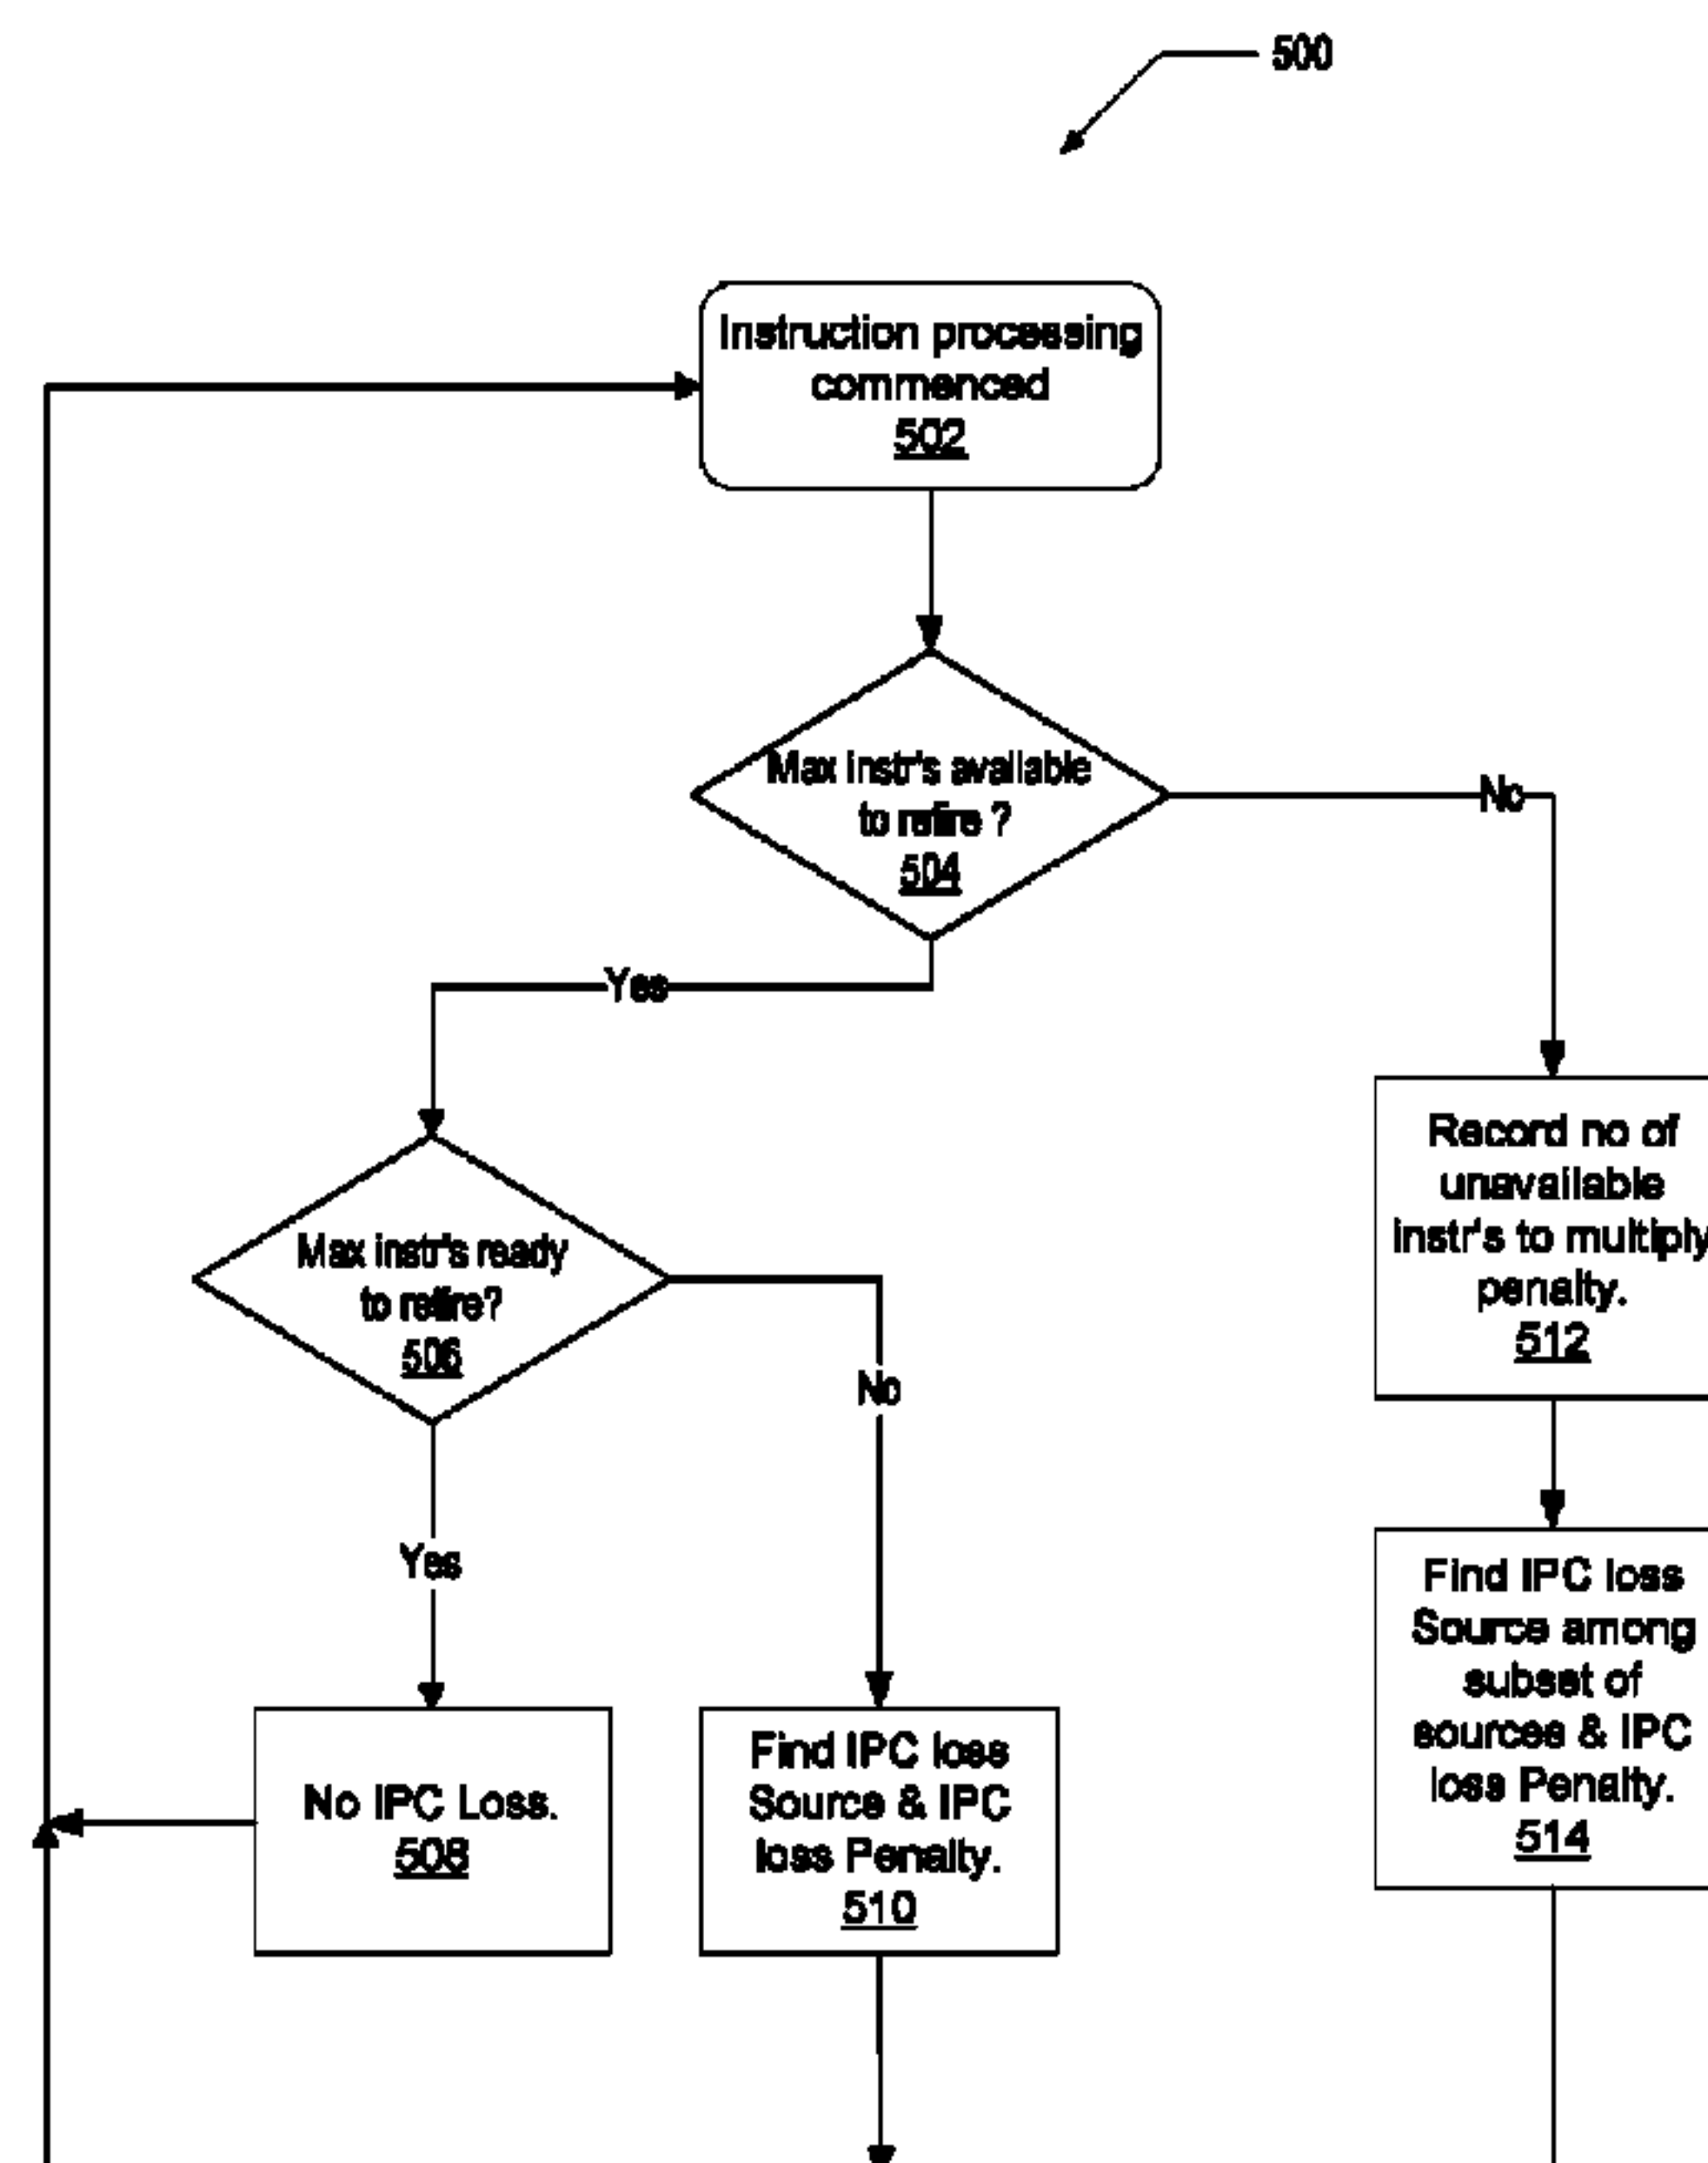 500
Instruction processing
commenced
502
Max instr's available
to retire ?
504
No
Yes
Record no of
unavailable
instr's to multiply
penalty.
512
Max instr's ready
to retire?
506
No
Yes
Find IPC loss
Source among
subset of
sources & IPC
loss Penalty.
514
No IPC Loss.
508
Find IPC loss
Source & IPC
loss Penalty.
510